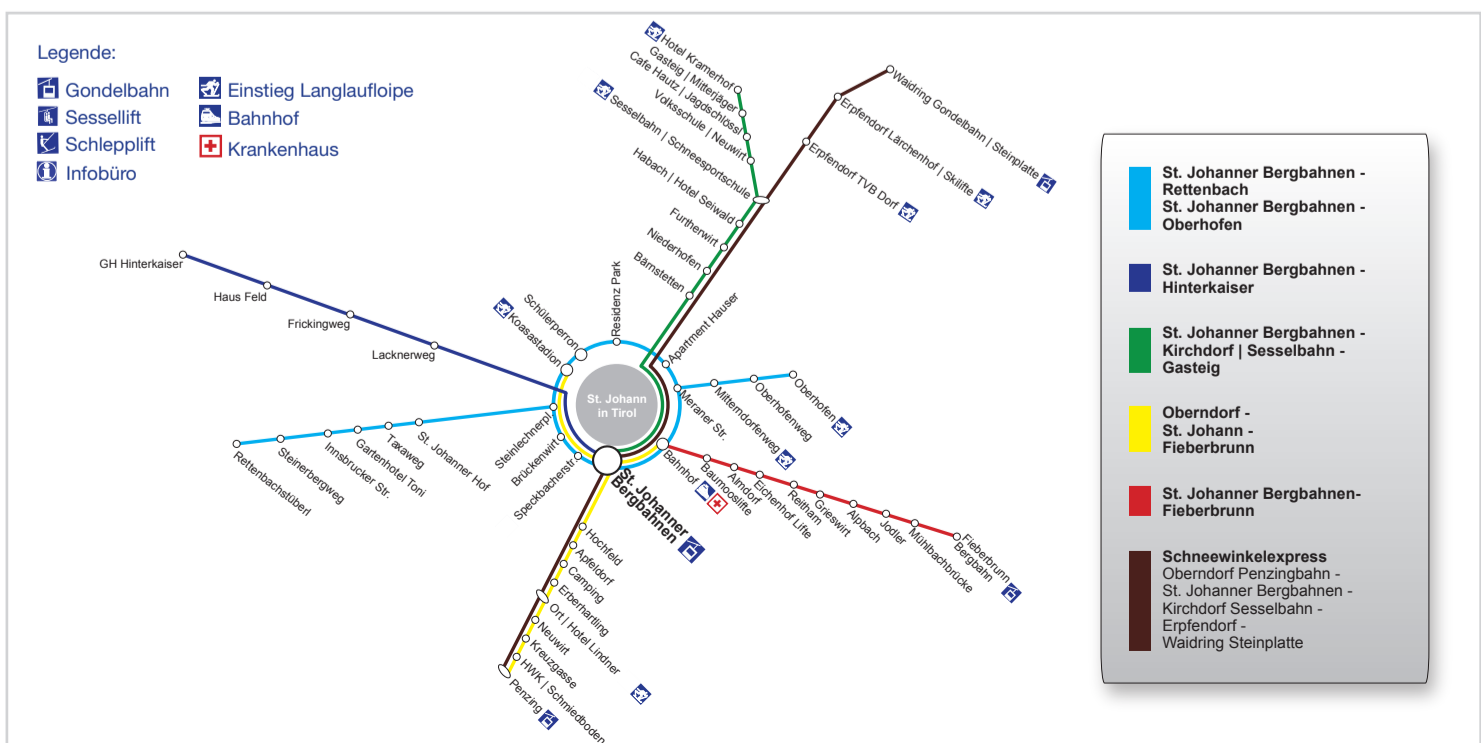 Legende:
Gondelbahn
Sessellift
Schlepplift
Infobüro
Einstieg Langlaufloipe
Bahnhof
Krankenhaus
Hotel Kramerhof
Gasteig | Mitterjäger
Cafe Hautz | Jagdschlössl
Volksschule | Neuwirt
Sesselbahn | Schneesportschule
Habach | Hotel Seiwald
Furtherwirt
Niederhofen
Bärnstetten
Waidring Gondelbahn | Steinplatte
Erpfendorf Lärchenhof | Skilifte
Erpfendorf TVB Dorf
GH Hinterkaiser
Haus Feld
Frickingweg
Lacknerweg
Schülerperron
Koasastadion
Residenz Park
Apartment Hauser
St. Johann
in Tirol
Meraner Str.
Mitterndorferweg
Oberhofenweg
Oberhofen
Rettenbachstüberl
Steinerbergweg
Innsbrucker Str.
Gartenhotel Toni
Taxaweg
St. Johanner Hof
Steinlechnerpl.
Brückenwirt
Speckbacherstr.
St. Johanner
Bergbahnen
Bahnhof
Baumooslifte
Almdorf
Eichenhof Lifte
Reitham
Grieswirt
Alpbach
Jodler
Mühlbachbrücke
Fieberbrunn
Bergbahn
Hochfeld
Apfeldorf
Camping
Erberhartling
Ort | Hotel Lindner
Neuwirt
Kreuzgasse
HWK | Schmiedboden
Penzing
St. Johanner Bergbahnen -
Rettenbach
St. Johanner Bergbahnen -
Oberhofen
St. Johanner Bergbahnen -
Hinterkaiser
St. Johanner Bergbahnen -
Kirchdorf | Sesselbahn -
Gasteig
Oberndorf -
St. Johann -
Fieberbrunn
St. Johanner Bergbahnen-
Fieberbrunn
Schneewinkelexpress
Oberndorf Penzingbahn -
St. Johanner Bergbahnen -
Kirchdorf Sesselbahn -
Erpfendorf -
Waidring Steinplatte